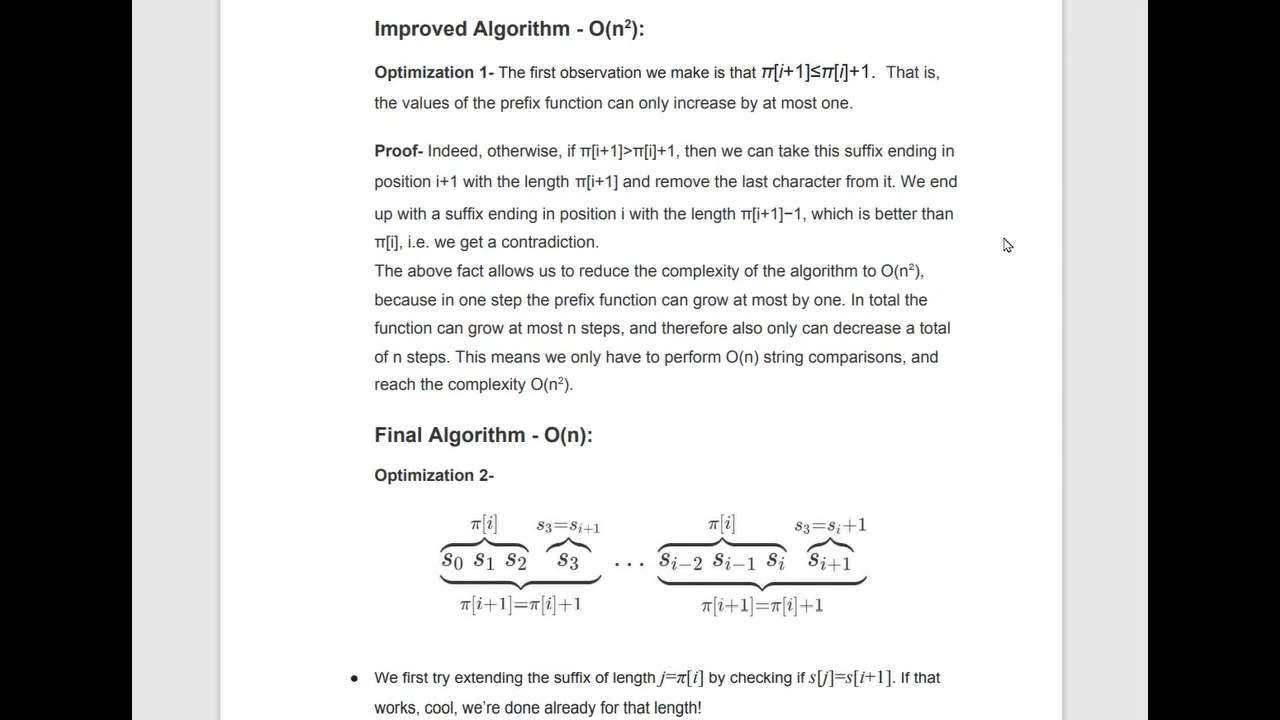 Improved Algorithm - O(n²):
Optimization 1- The first observation we make is that π[i+1]≤π[i]+1. That is,
the values of the prefix function can only increase by at most one.
Proof- Indeed, otherwise, if π[i+1]>π[i]+1, then we can take this suffix ending in
position i+1 with the length π[i+1] and remove the last character from it. We end
up with a suffix ending in position i with the length π[i+1]−1, which is better than
π[i], i.e. we get a contradiction.
The above fact allows us to reduce the complexity of the algorithm to O(n²),
because in one step the prefix function can grow at most by one. In total the
function can grow at most n steps, and therefore also only can decrease a total
of n steps. This means we only have to perform O(n) string comparisons, and
reach the complexity O(n²).
Final Algorithm - O(n):
Optimization 2-
π[i] s₃=sᵢ₊₁ π[i] s₃=sᵢ+1
s₀ s₁ s₂ s₃ ... sᵢ₋₂ sᵢ₋₁ sᵢ sᵢ₊₁
π[i+1]=π[i]+1 π[i+1]=π[i]+1
• We first try extending the suffix of length j=π[i] by checking if s[j]=s[i+1]. If that
works, cool, we're done already for that length!